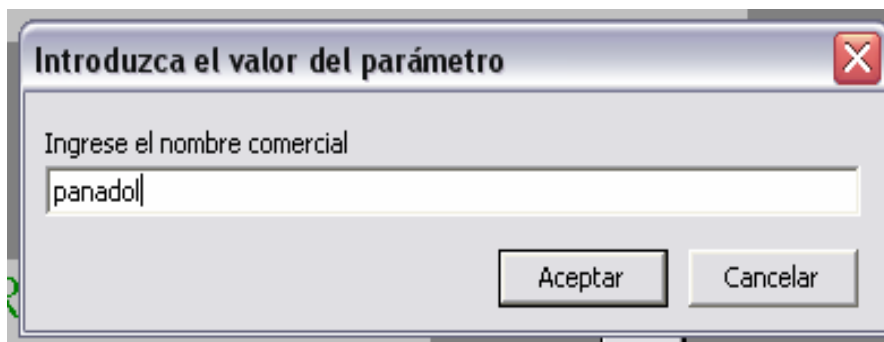 Introduzca el valor del parámetro
Ingrese el nombre comercial
panadol
Aceptar Cancelar
R